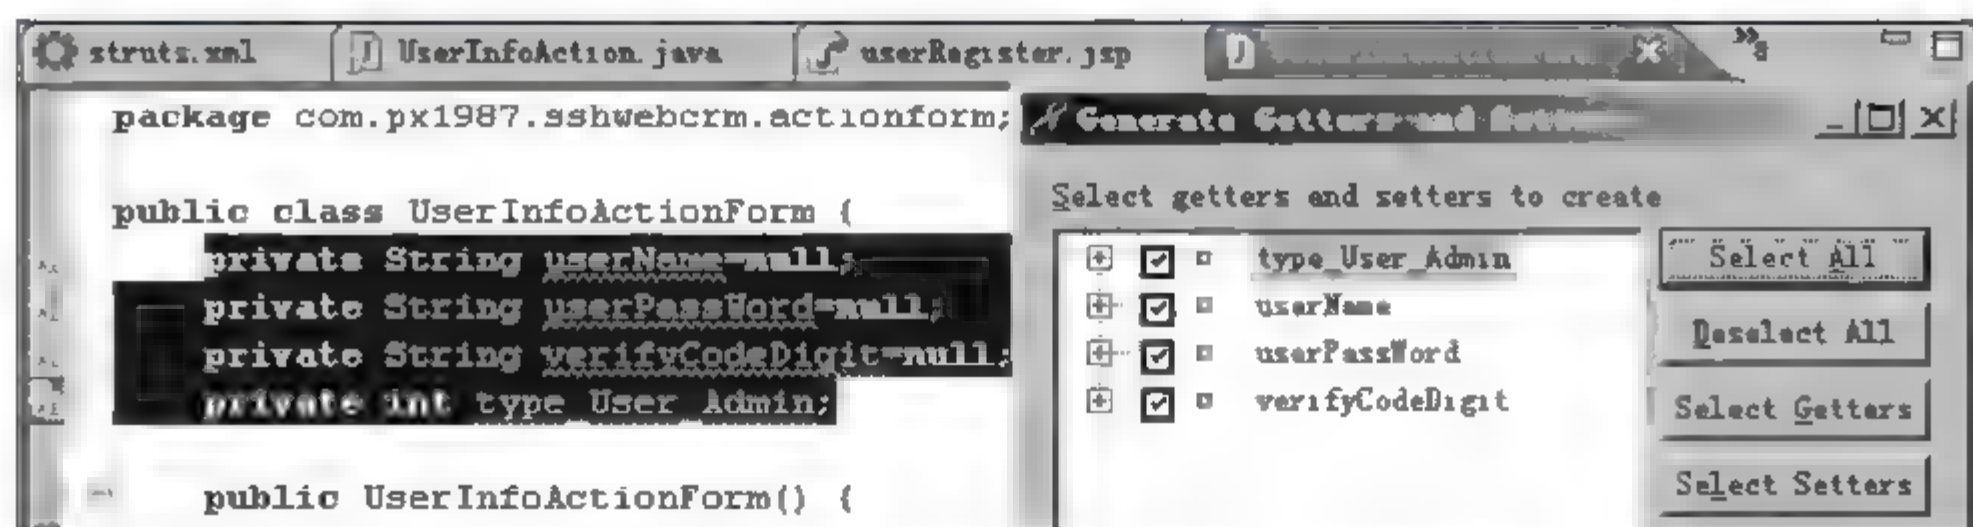 struts.xml
UserInfoAction.java
userRegister.jsp
package com.px1987.sshwebcrm.actionform;
public class UserInfoActionForm {
private String userName=null;
private String userPassWord=null;
private String verifyCodeDigit=null;
private int type_User_Admin;
public UserInfoActionForm() {
Generate Getters and
Select getters and setters to create
type_User_Admin
userName
userPassWord
verifyCodeDigit
Select All
Deselect All
Select Getters
Select Setters